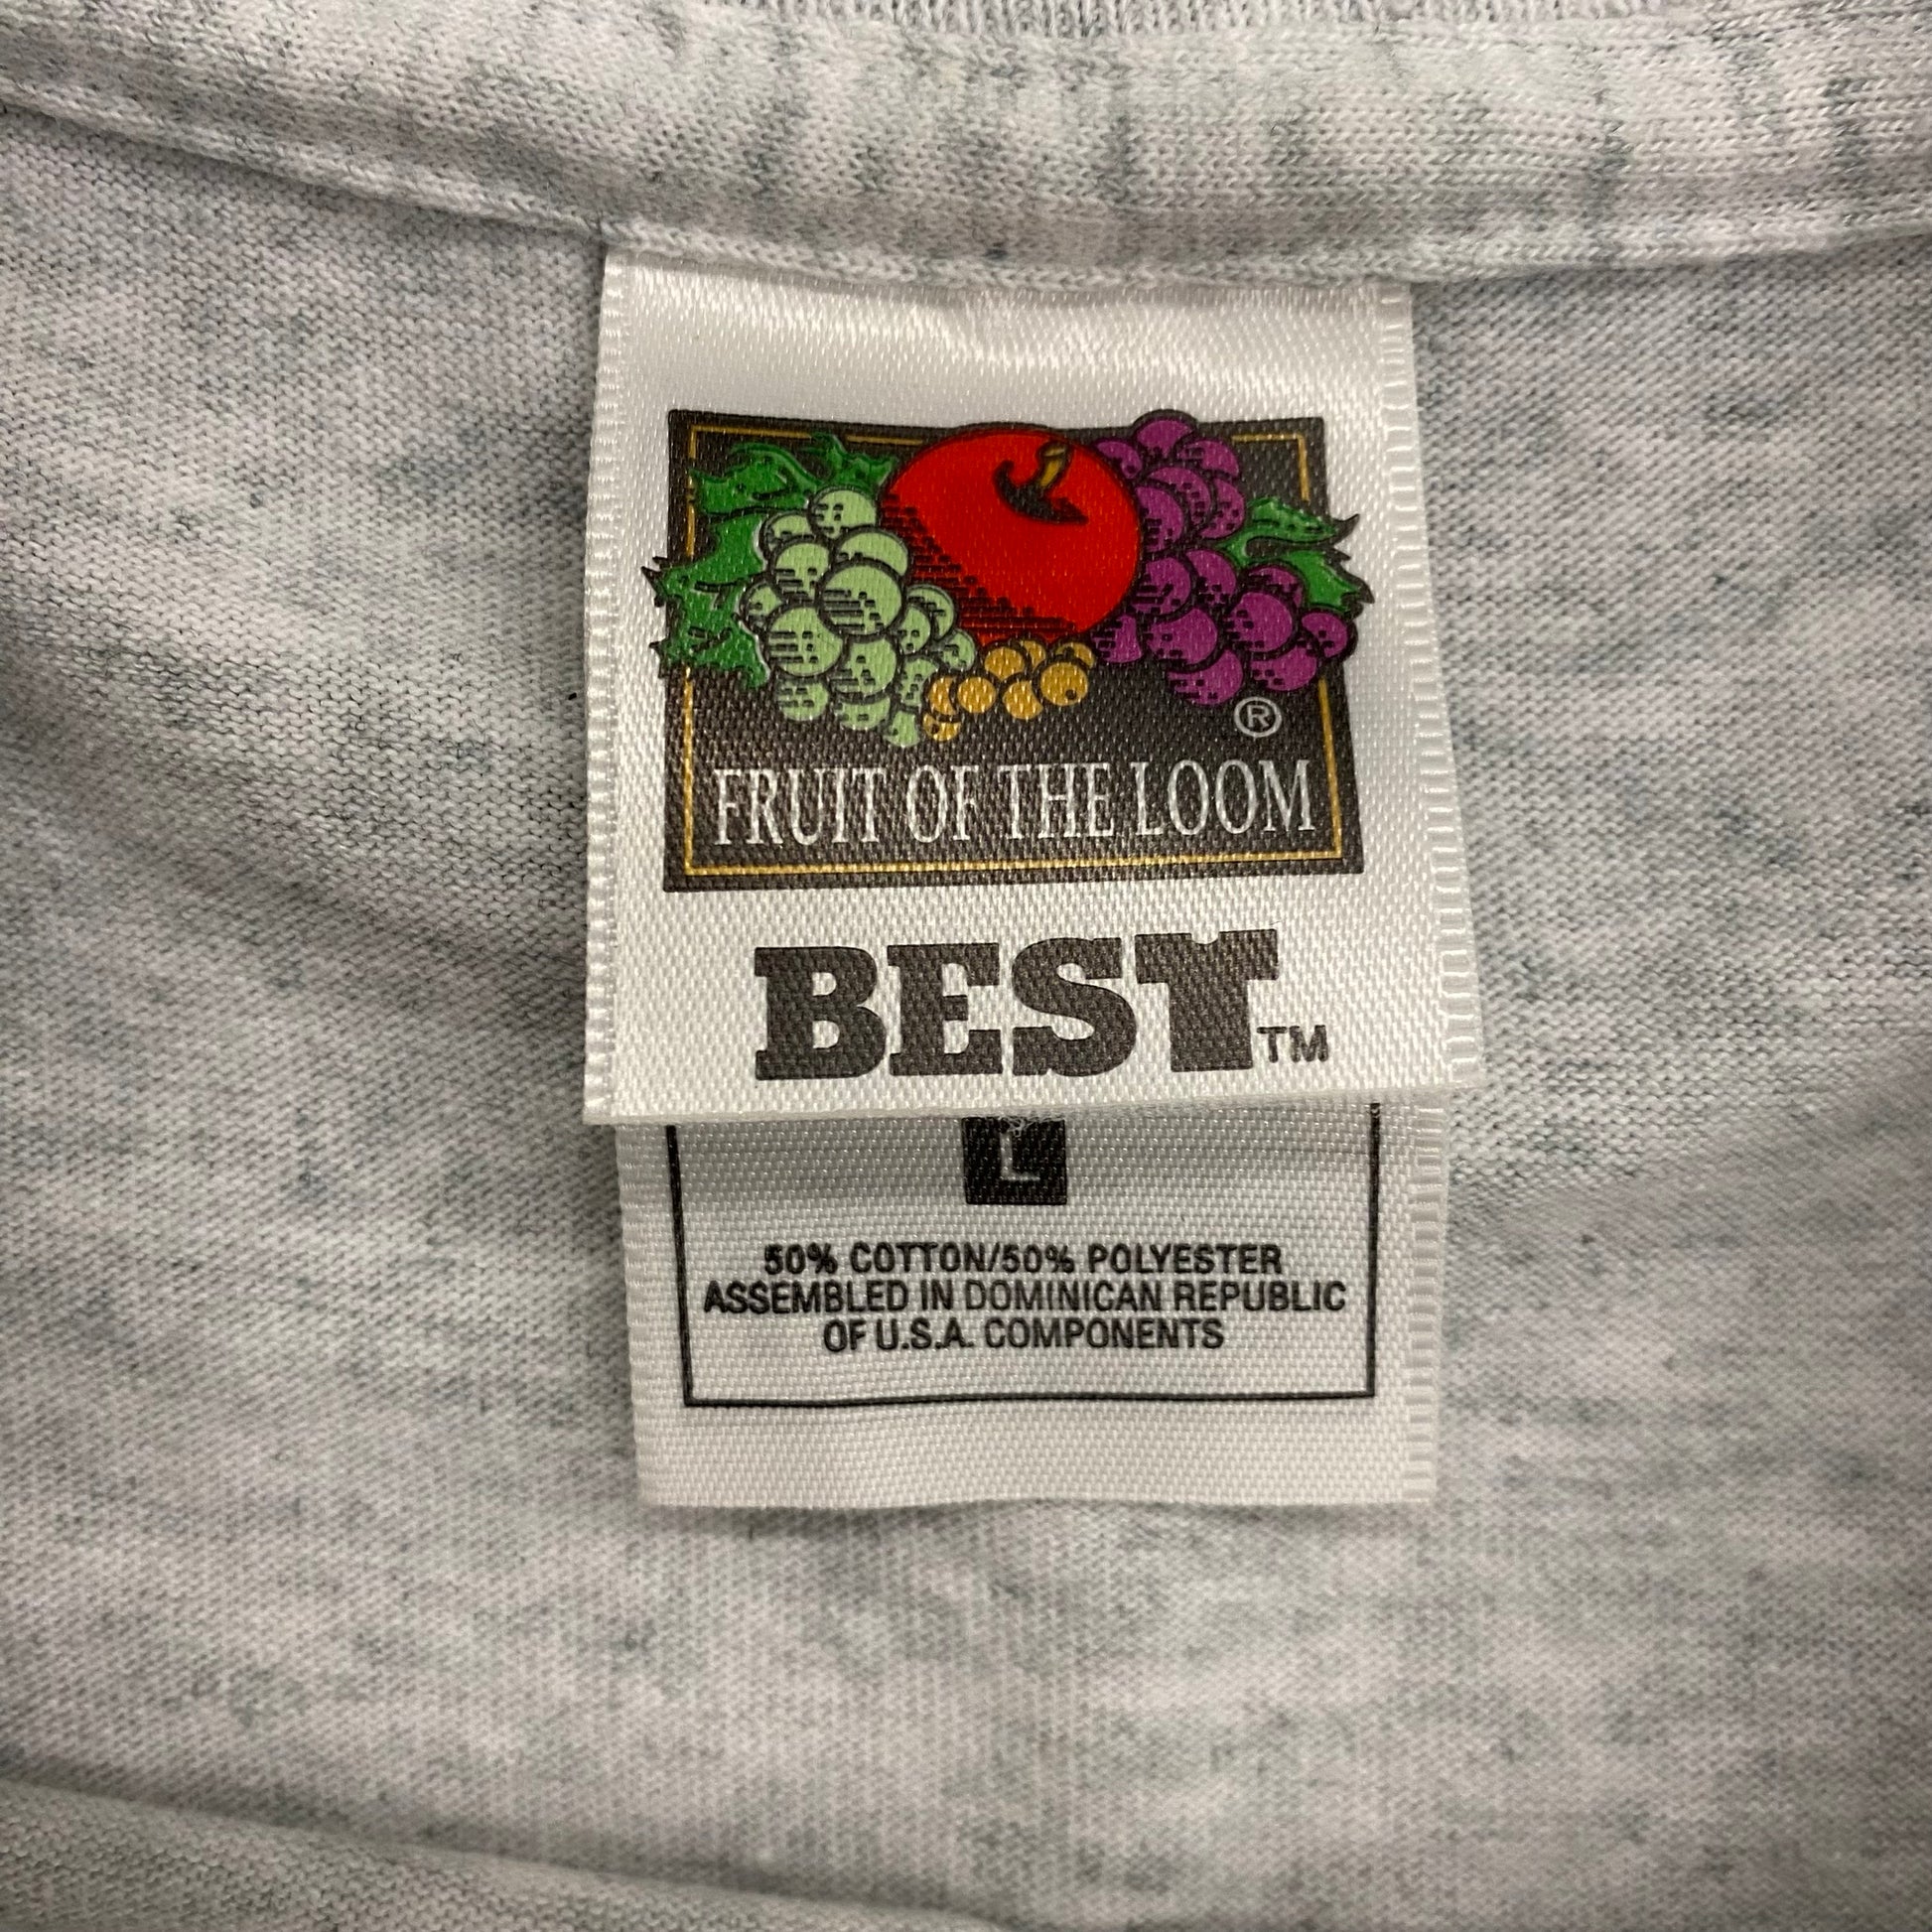 ®
FRUIT OF THE LOOM
BEST™
L
50% COTTON/50% POLYESTER
ASSEMBLED IN DOMINICAN REPUBLIC
OF U.S.A. COMPONENTS